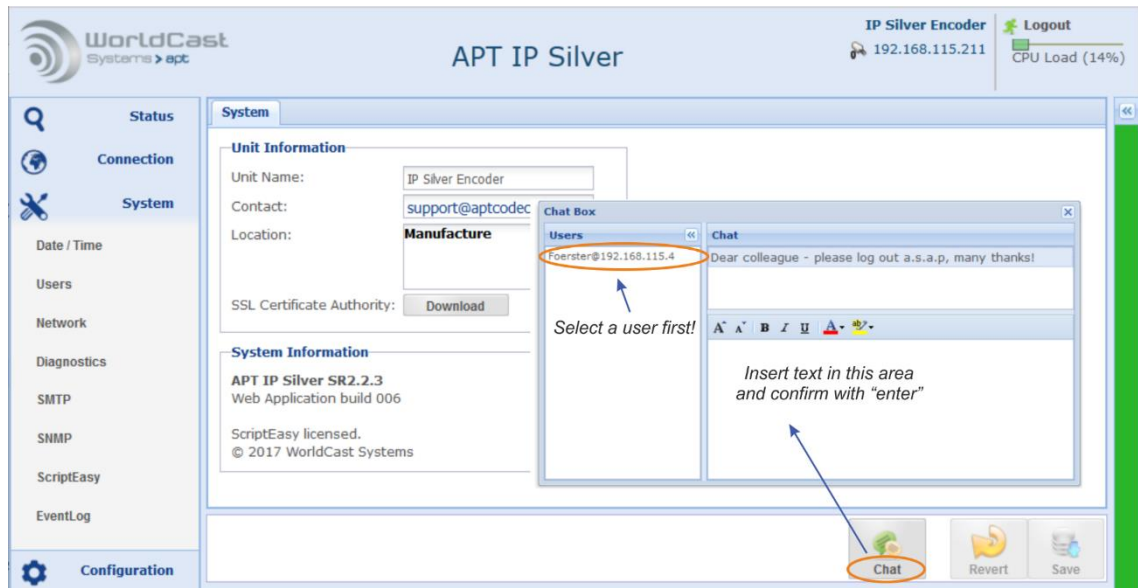 WorldCast
Systems > apt
APT IP Silver
IP Silver Encoder
192.168.115.211
Logout
CPU Load (14%)
Status
Connection
System
Date / Time
Users
Network
Diagnostics
SMTP
SNMP
ScriptEasy
EventLog
Configuration
System
Unit Information
Unit Name: IP Silver Encoder
Contact: support@aptcodec
Location: Manufacture
SSL Certificate Authority: Download
System Information
APT IP Silver SR2.2.3
Web Application build 006
ScriptEasy licensed.
© 2017 WorldCast Systems
Chat Box
Users
Foerster@192.168.115.4
Select a user first!
Chat
Dear colleague - please log out a.s.a.p, many thanks!
A A B I U A ab
Insert text in this area
and confirm with “enter”
Chat
Revert
Save